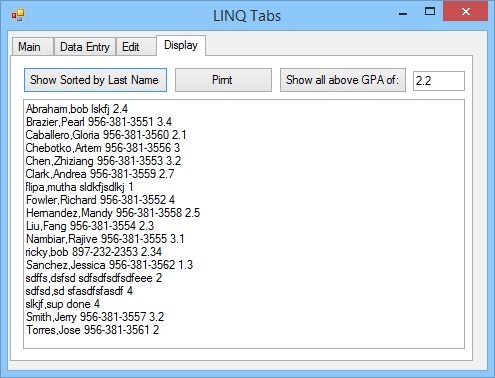 LINQ Tabs
Main Data Entry Edit Display
Show Sorted by Last Name Pirnt Show all above GPA of: 2.2
Abraham,bob lskfj 2.4
Brazier,Pearl 956-381-3551 3.4
Caballero,Gloria 956-381-3560 2.1
Chebotko,Artem 956-381-3556 3
Chen,Zhiziang 956-381-3553 3.2
Clark,Andrea 956-381-3559 2.7
flipa,mutha sldkfjsdlkj 1
Fowler,Richard 956-381-3552 4
Hernandez,Mandy 956-381-3558 2.5
Liu,Fang 956-381-3554 2.3
Nambiar,Rajive 956-381-3555 3.1
ricky,bob 897-232-2353 2.34
Sanchez,Jessica 956-381-3562 1.3
sdffs,dsfsd sdfsdfsdfsdfeee 2
sdfsd,sd sfasdfsfasdf 4
slkjf,sup done 4
Smith,Jerry 956-381-3557 3.2
Torres,Jose 956-381-3561 2